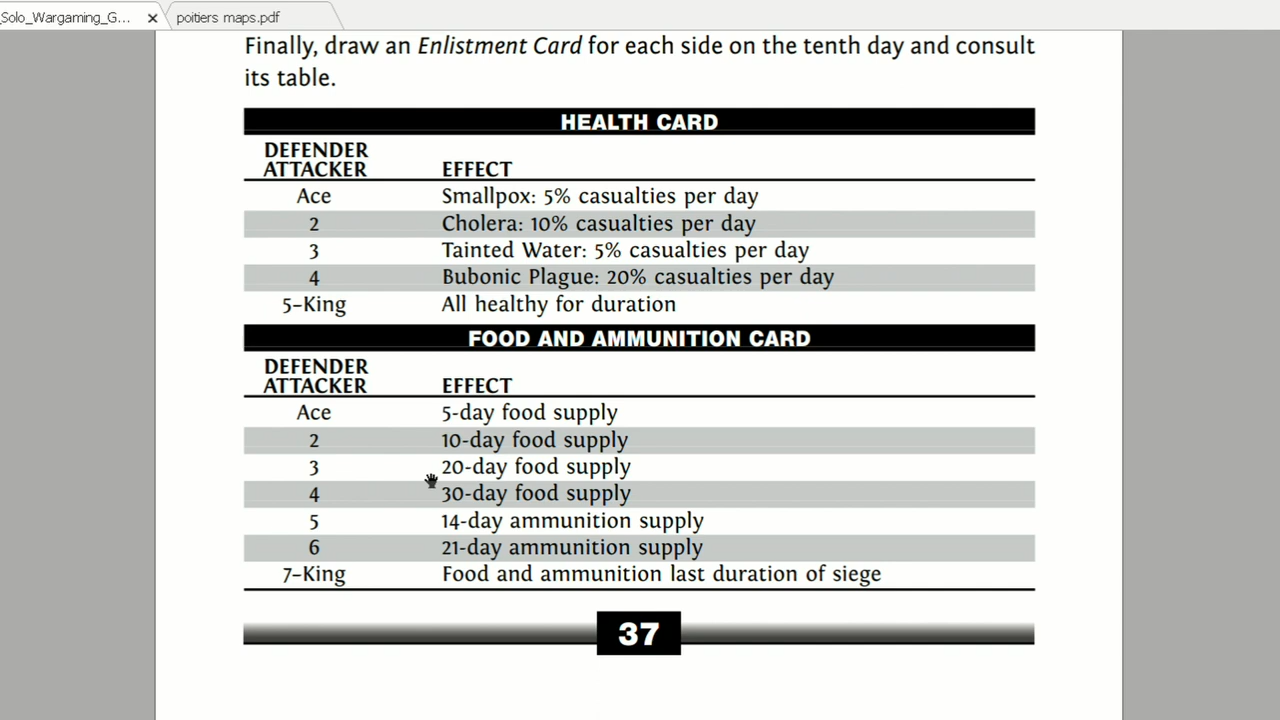 _Solo_Wargaming_G... × poitiers maps.pdf
Finally, draw an Enlistment Card for each side on the tenth day and consult
its table.
HEALTH CARD
DEFENDER
ATTACKER EFFECT
Ace Smallpox: 5% casualties per day
2 Cholera: 10% casualties per day
3 Tainted Water: 5% casualties per day
4 Bubonic Plague: 20% casualties per day
5–King All healthy for duration
FOOD AND AMMUNITION CARD
DEFENDER
ATTACKER EFFECT
Ace 5-day food supply
2 10-day food supply
3 20-day food supply
4 30-day food supply
5 14-day ammunition supply
6 21-day ammunition supply
7–King Food and ammunition last duration of siege
37